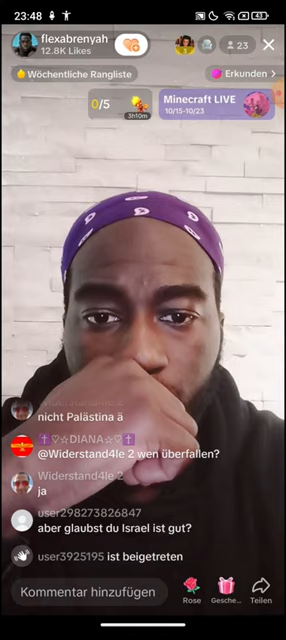 23:48
43
flexabrenyah
12.8K Likes
23
Wöchentliche Rangliste
Erkunden
0/5
3h10m
Minecraft LIVE
10/15-10/23
nicht Palästina ä
✝️♡☆DIANA☆♡✝️
@Widerstand4le 2 wen überfallen?
Widerstand4le 2
ja
user298273826847
aber glaubst du Israel ist gut?
user3925195 ist beigetreten
Kommentar hinzufügen
Rose
Gesche...
Teilen